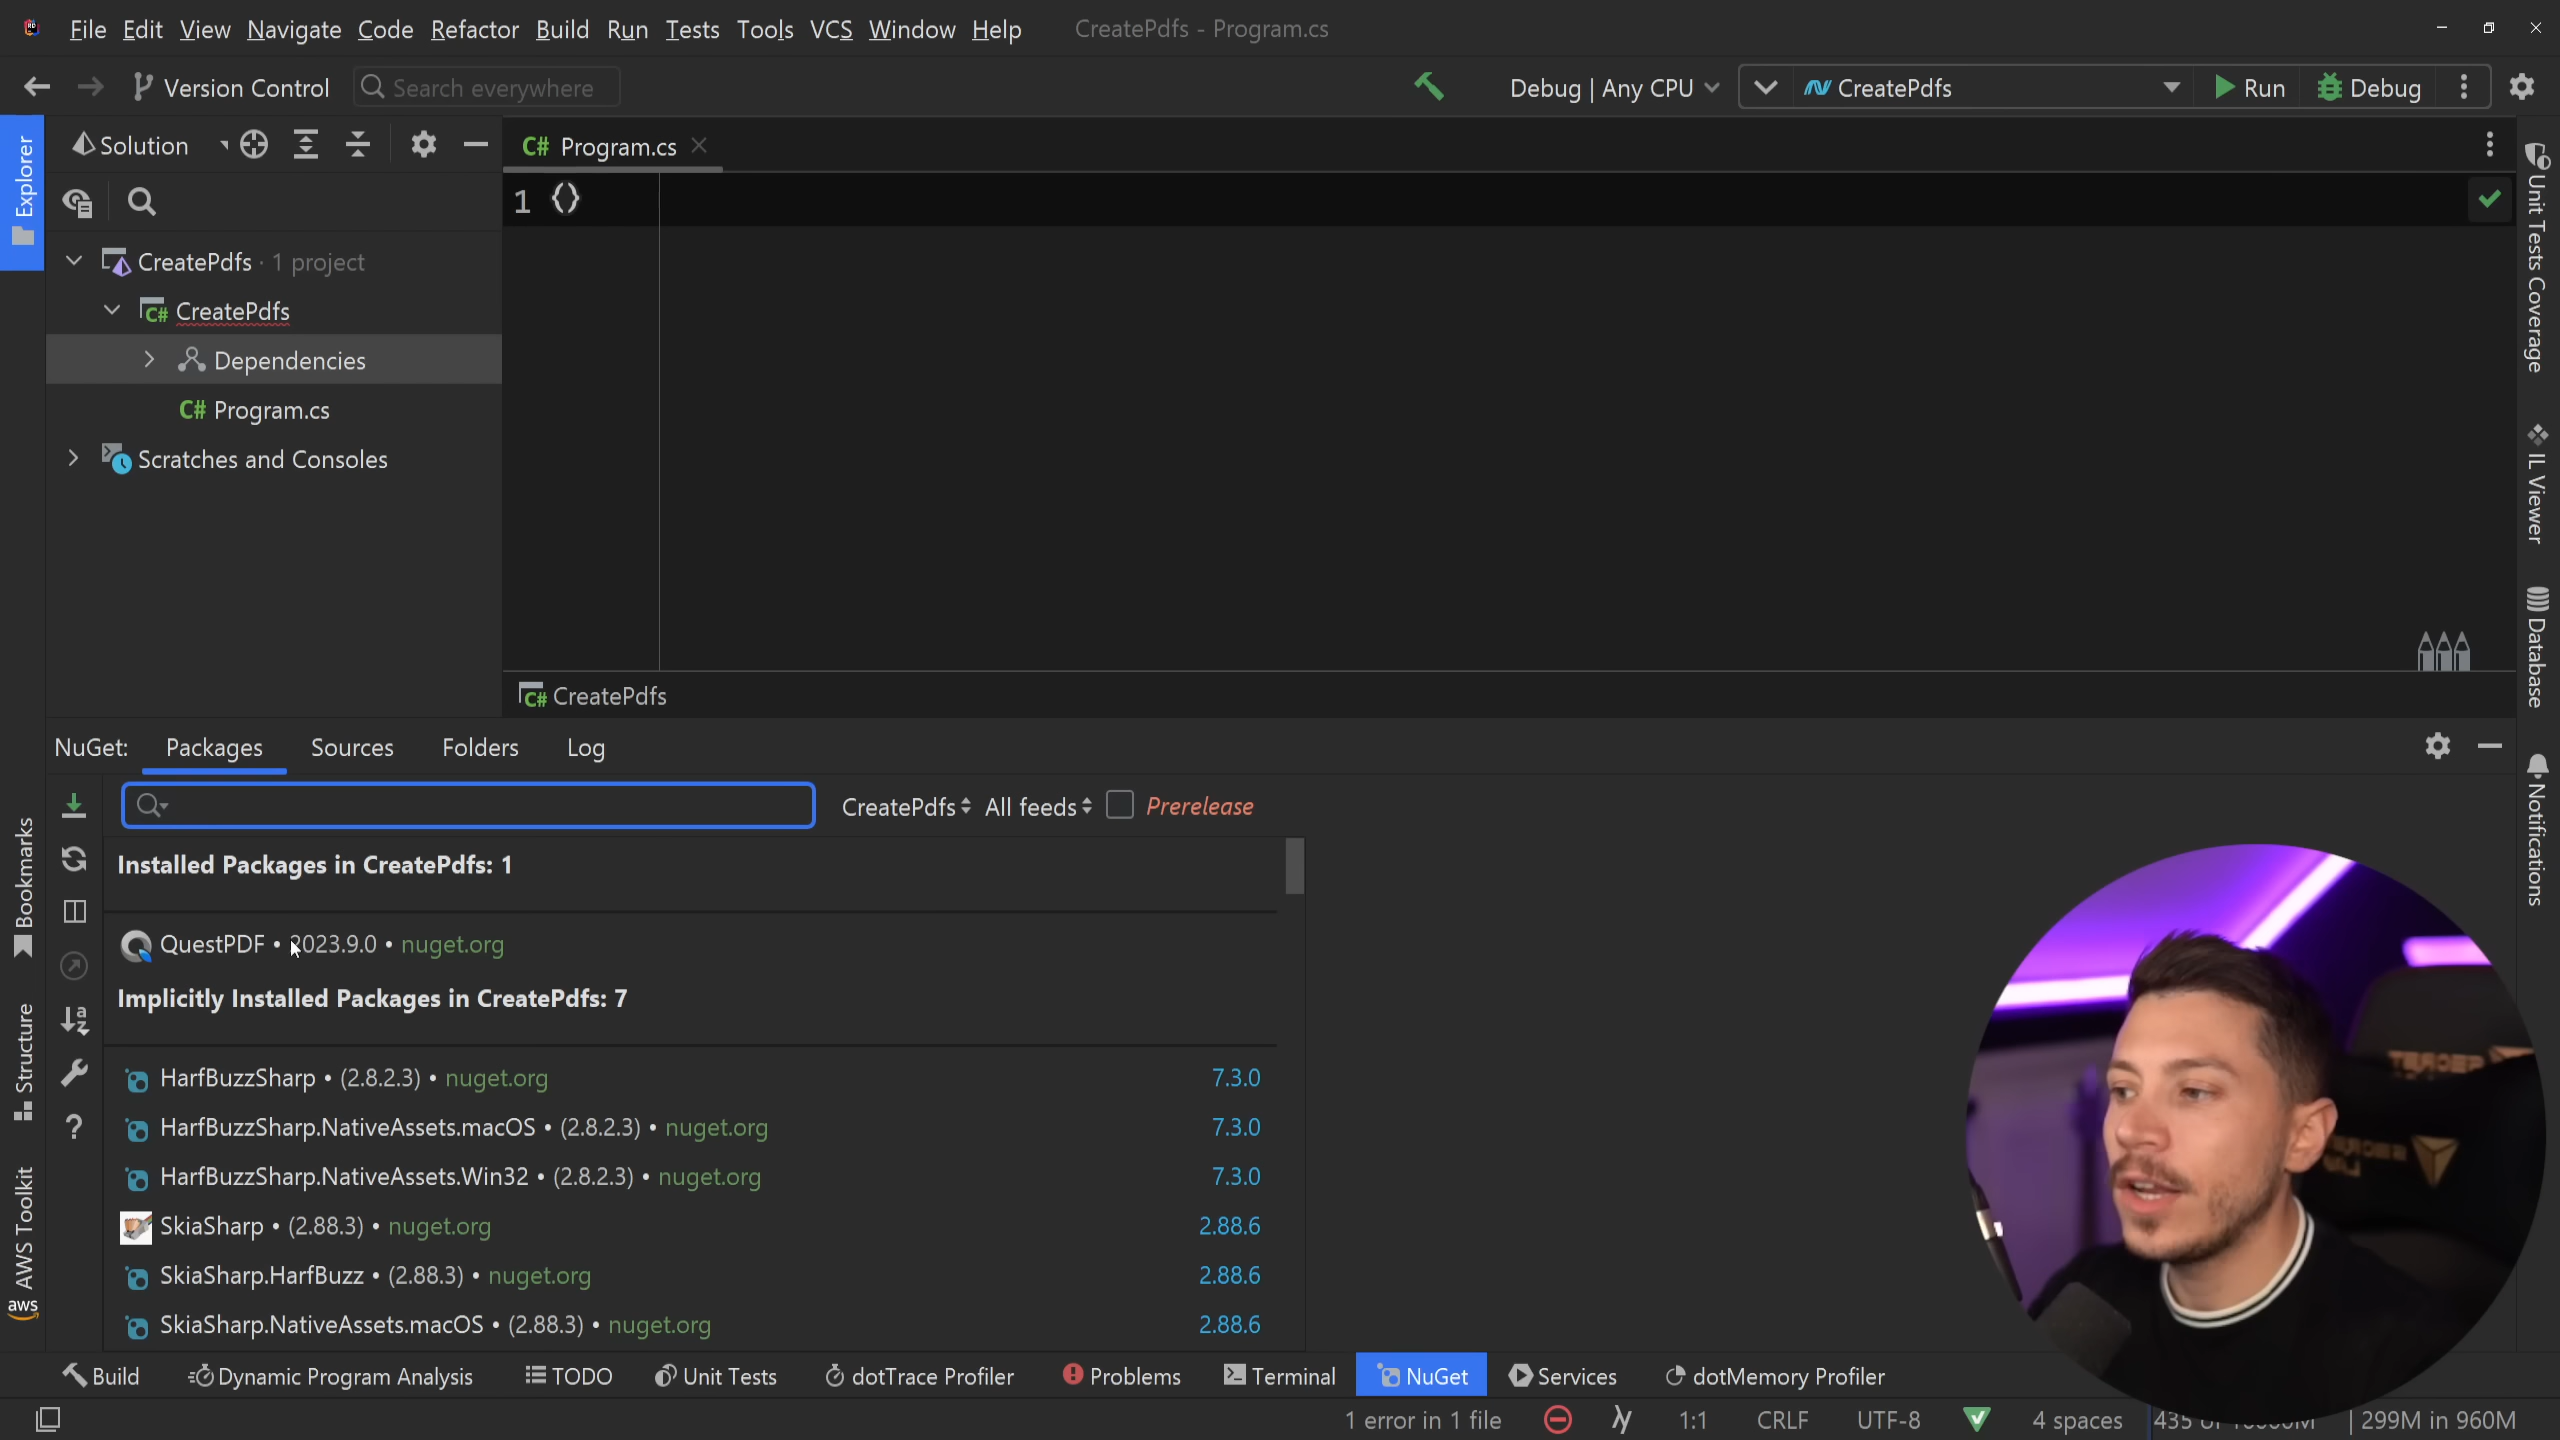 File Edit View Navigate Code Refactor Build Run Tests Tools VCS Window Help CreatePdfs - Program.cs
Version Control Search everywhere Debug | Any CPU CreatePdfs Run Debug
Explorer
Solution
C# Program.cs
1 {}
CreatePdfs · 1 project
C# CreatePdfs
Dependencies
C# Program.cs
Scratches and Consoles
Unit Tests Coverage
IL Viewer
Database
Notifications
C# CreatePdfs
NuGet: Packages Sources Folders Log
CreatePdfs All feeds Prerelease
Installed Packages in CreatePdfs: 1
QuestPDF • 2023.9.0 • nuget.org
Implicitly Installed Packages in CreatePdfs: 7
HarfBuzzSharp • (2.8.2.3) • nuget.org 7.3.0
HarfBuzzSharp.NativeAssets.macOS • (2.8.2.3) • nuget.org 7.3.0
HarfBuzzSharp.NativeAssets.Win32 • (2.8.2.3) • nuget.org 7.3.0
SkiaSharp • (2.88.3) • nuget.org 2.88.6
SkiaSharp.HarfBuzz • (2.88.3) • nuget.org 2.88.6
SkiaSharp.NativeAssets.macOS • (2.88.3) • nuget.org 2.88.6
Bookmarks
Structure
AWS Toolkit
aws
Build Dynamic Program Analysis TODO Unit Tests dotTrace Profiler Problems Terminal NuGet Services dotMemory Profiler
1 error in 1 file 1:1 CRLF UTF-8 4 spaces 435 299M in 960M